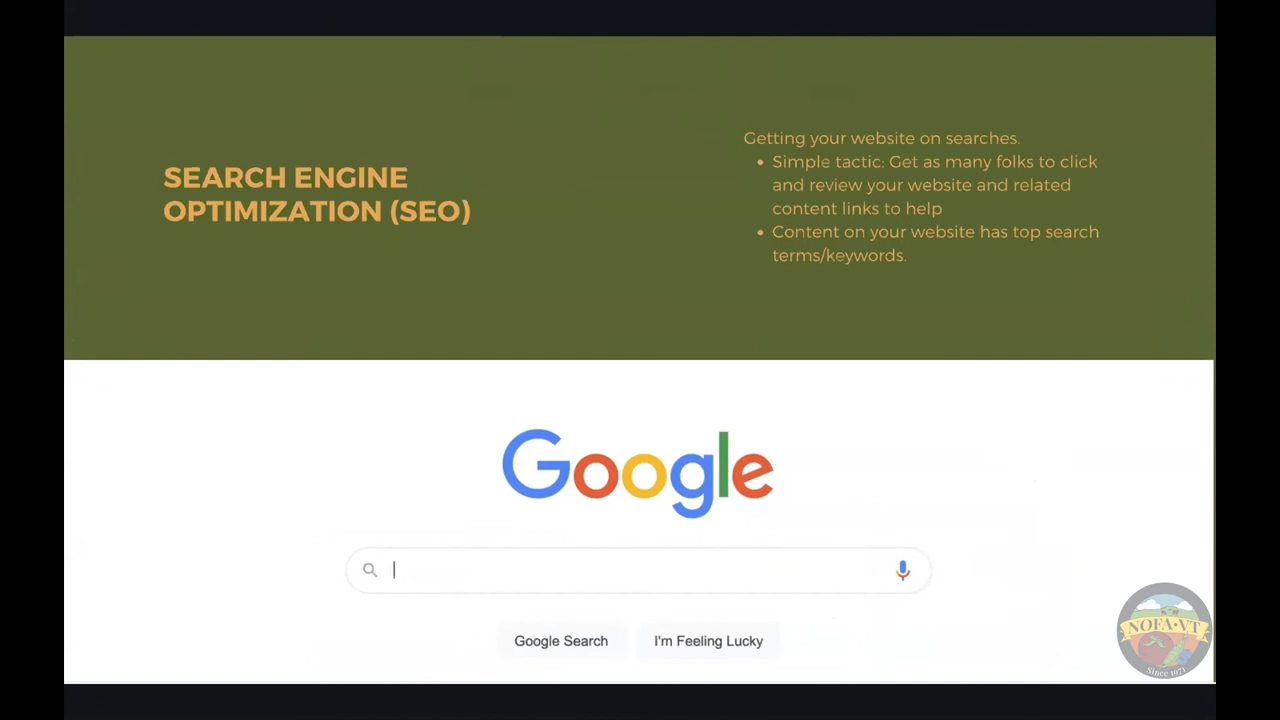 SEARCH ENGINE
OPTIMIZATION (SEO)
Getting your website on searches.
• Simple tactic: Get as many folks to click
and review your website and related
content links to help
• Content on your website has top search
terms/keywords.
Google
Google Search
I'm Feeling Lucky
NOFA•VT
Since 1971